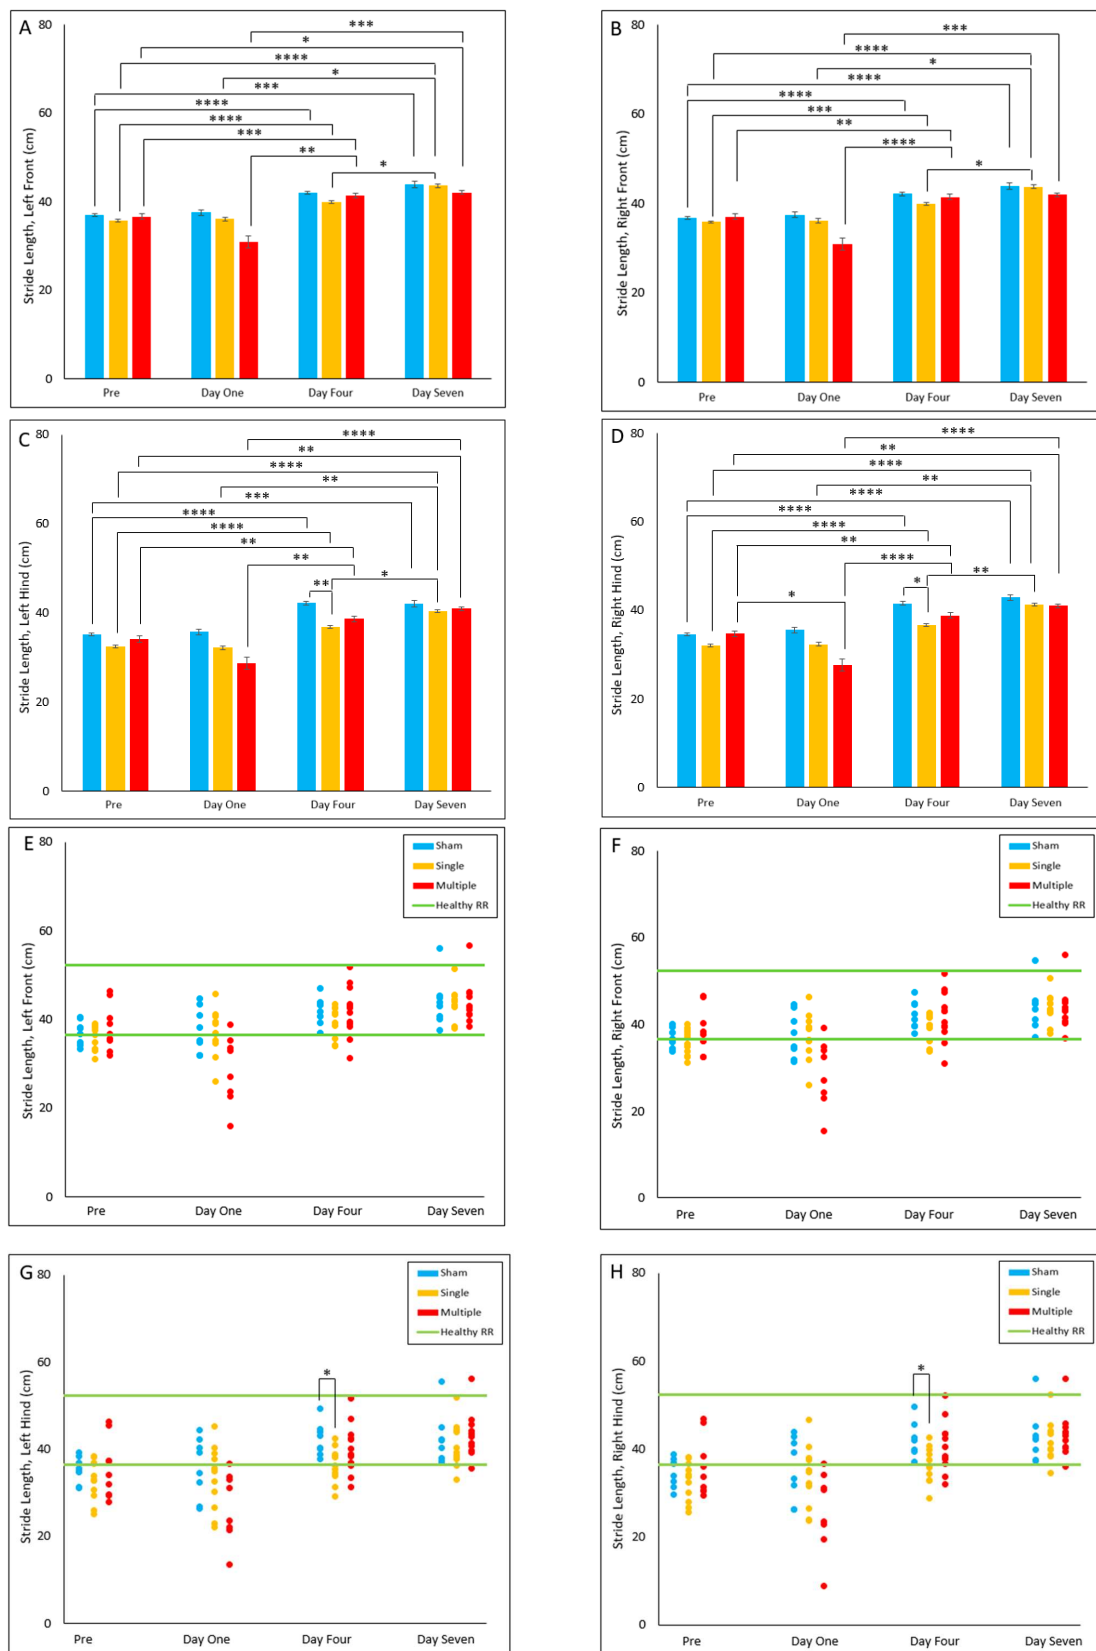 A
Stride Length, Left Front (cm)
80
60
40
20
0
***
*
****
*
***
****
****
***
**
*
Pre Day One Day Four Day Seven
B
Stride Length, Right Front (cm)
80
60
40
20
0
***
****
*
****
****
***
**
****
*
Pre Day One Day Four Day Seven
C
Stride Length, Left Hind (cm)
80
60
40
20
0
****
**
****
**
***
****
****
**
**
**
*
Pre Day One Day Four Day Seven
D
Stride Length, Right Hind (cm)
80
60
40
20
0
****
**
****
**
****
****
****
**
****
*
**
*
Pre Day One Day Four Day Seven
E
Stride Length, Left Front (cm)
80
60
40
20
0
Sham
Single
Multiple
Healthy RR
Pre Day One Day Four Day Seven
F
Stride Length, Right Front (cm)
80
60
40
20
0
Sham
Single
Multiple
Healthy RR
Pre Day One Day Four Day Seven
G
Stride Length, Left Hind (cm)
80
60
40
20
0
Sham
Single
Multiple
Healthy RR
*
Pre Day One Day Four Day Seven
H
Stride Length, Right Hind (cm)
80
60
40
20
0
Sham
Single
Multiple
Healthy RR
*
Pre Day One Day Four Day Seven